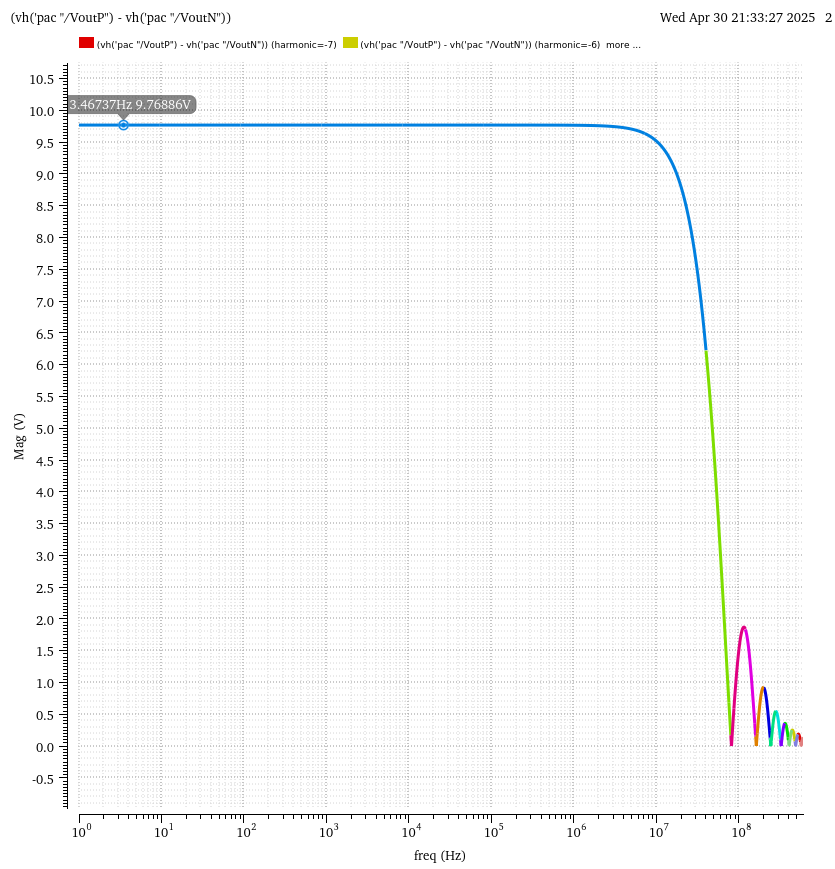 (vh('pac "/VoutP") - vh('pac "/VoutN"))
Wed Apr 30 21:33:27 2025 2
(vh('pac "/VoutP") - vh('pac "/VoutN")) (harmonic=-7)
(vh('pac "/VoutP") - vh('pac "/VoutN")) (harmonic=-6) more ...
10.5
3.46737Hz 9.76886V
10.0
9.5
9.0
8.5
8.0
7.5
7.0
6.5
6.0
5.5
5.0
4.5
4.0
3.5
3.0
2.5
2.0
1.5
1.0
0.5
0.0
-0.5
Mag (V)
10⁰ 10¹ 10² 10³ 10⁴ 10⁵ 10⁶ 10⁷ 10⁸
freq (Hz)